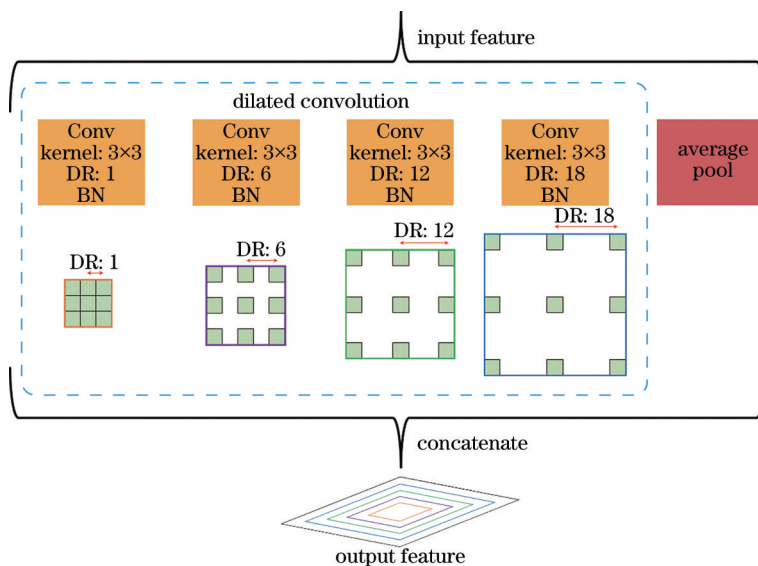 input feature
dilated convolution
Conv
kernel: 3×3
DR: 1
BN
Conv
kernel: 3×3
DR: 6
BN
Conv
kernel: 3×3
DR: 12
BN
Conv
kernel: 3×3
DR: 18
BN
average
pool
DR: 1
DR: 6
DR: 12
DR: 18
concatenate
output feature